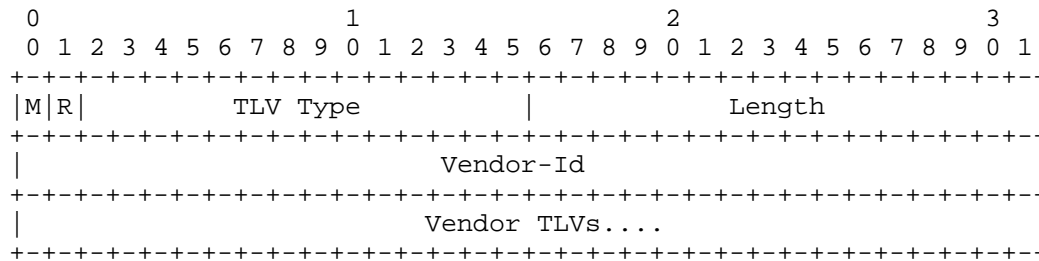 0                   1                   2                   3
 0 1 2 3 4 5 6 7 8 9 0 1 2 3 4 5 6 7 8 9 0 1 2 3 4 5 6 7 8 9 0 1
+-+-+-+-+-+-+-+-+-+-+-+-+-+-+-+-+-+-+-+-+-+-+-+-+-+-+-+-+-+-+-+-
|M|R|         TLV Type          |            Length
+-+-+-+-+-+-+-+-+-+-+-+-+-+-+-+-+-+-+-+-+-+-+-+-+-+-+-+-+-+-+-+-
|                          Vendor-Id
+-+-+-+-+-+-+-+-+-+-+-+-+-+-+-+-+-+-+-+-+-+-+-+-+-+-+-+-+-+-+-+-
|                         Vendor TLVs....
+-+-+-+-+-+-+-+-+-+-+-+-+-+-+-+-+-+-+-+-+-+-+-+-+-+-+-+-+-+-+-+-